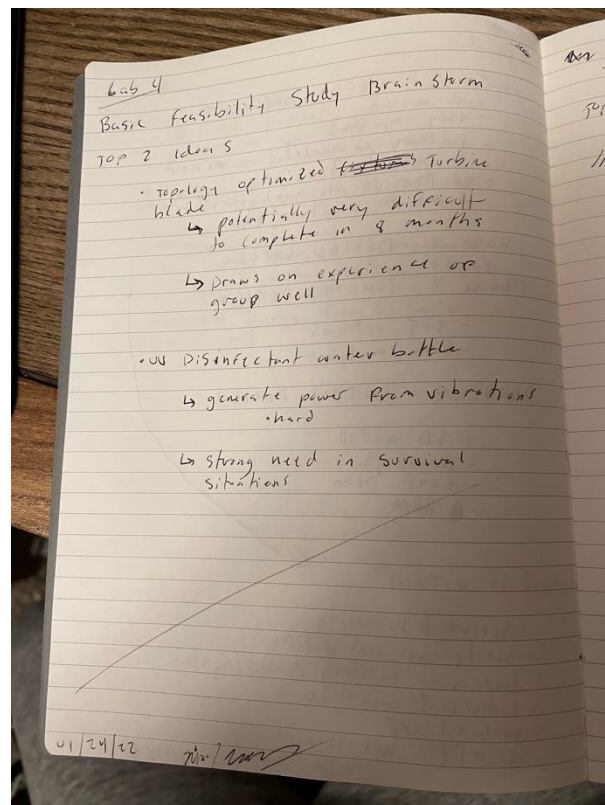 Lab 4
Basic Feasibility Study Brainstorm
Top 2 ideas
· Topology optimized Turbine
blade
↳ potentially very difficult
to complete in 8 months
↳ Draws on experience of
group well
· UV Disinfectant water bottle
↳ generate power from vibrations
· hard
↳ strong need in survival
situations
01/24/22